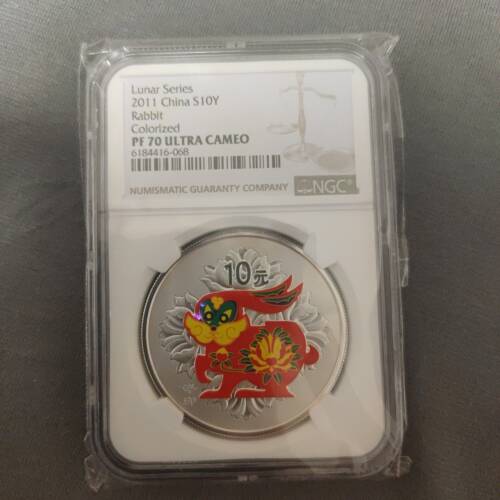 Lunar Series
2011 China S10Y
Rabbit
Colorized
PF 70 ULTRA CAMEO
6184416-068
NUMISMATIC GUARANTY COMPANY
NGC®
10元